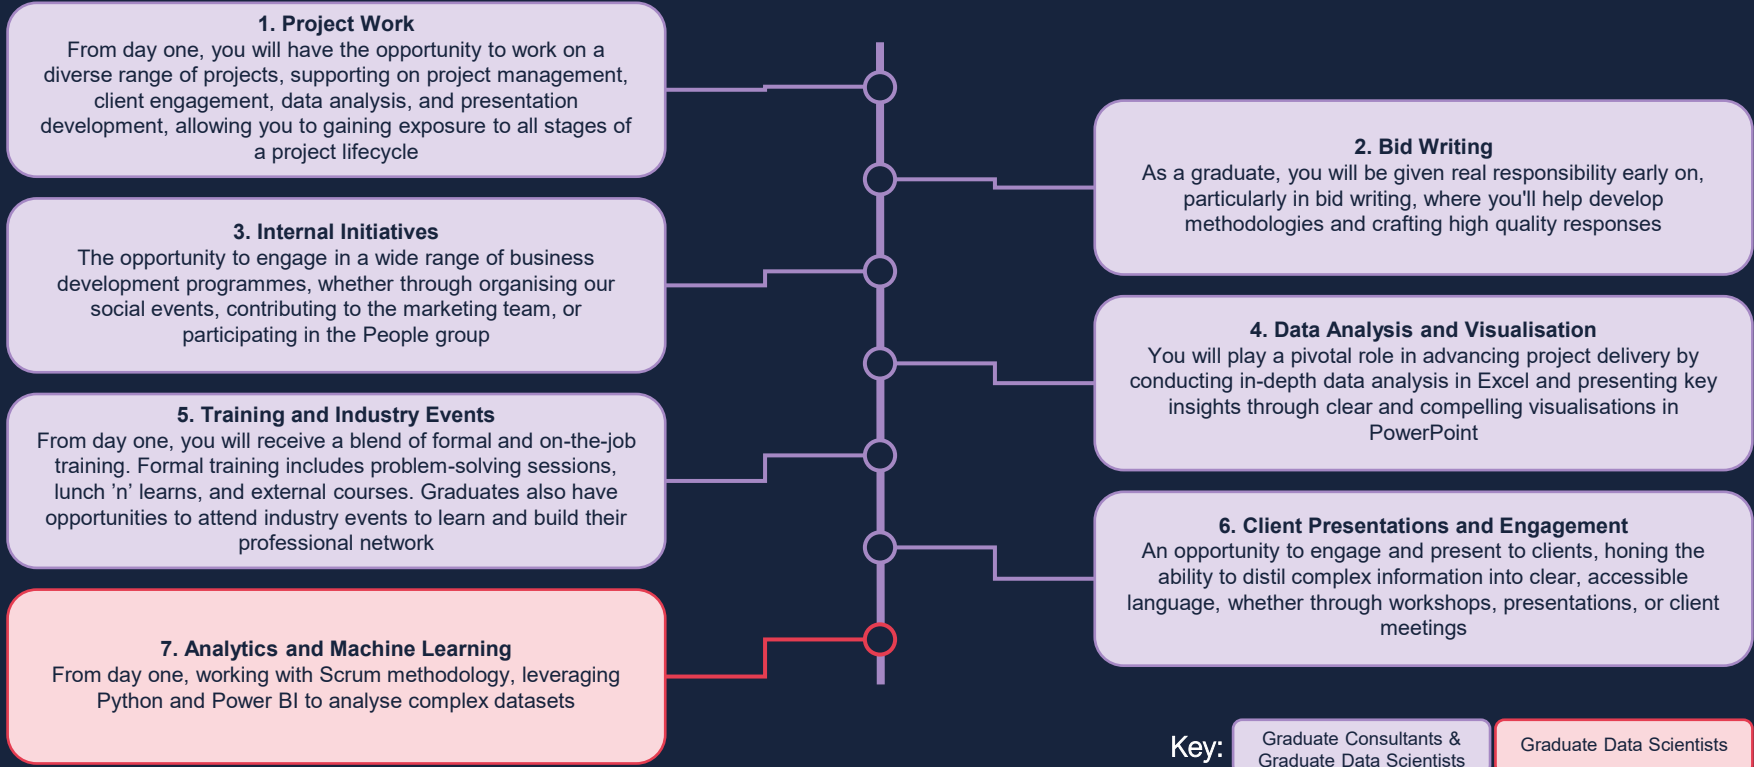 1. Project Work
From day one, you will have the opportunity to work on a
diverse range of projects, supporting on project management,
client engagement, data analysis, and presentation
development, allowing you to gaining exposure to all stages of
a project lifecycle
2. Bid Writing
As a graduate, you will be given real responsibility early on,
particularly in bid writing, where you'll help develop
methodologies and crafting high quality responses
3. Internal Initiatives
The opportunity to engage in a wide range of business
development programmes, whether through organising our
social events, contributing to the marketing team, or
participating in the People group
4. Data Analysis and Visualisation
You will play a pivotal role in advancing project delivery by
conducting in-depth data analysis in Excel and presenting key
insights through clear and compelling visualisations in
PowerPoint
5. Training and Industry Events
From day one, you will receive a blend of formal and on-the-job
training. Formal training includes problem-solving sessions,
lunch ’n’ learns, and external courses. Graduates also have
opportunities to attend industry events to learn and build their
professional network
6. Client Presentations and Engagement
An opportunity to engage and present to clients, honing the
ability to distil complex information into clear, accessible
language, whether through workshops, presentations, or client
meetings
7. Analytics and Machine Learning
From day one, working with Scrum methodology, leveraging
Python and Power BI to analyse complex datasets
Key:
Graduate Consultants &
Graduate Data Scientists
Graduate Data Scientists